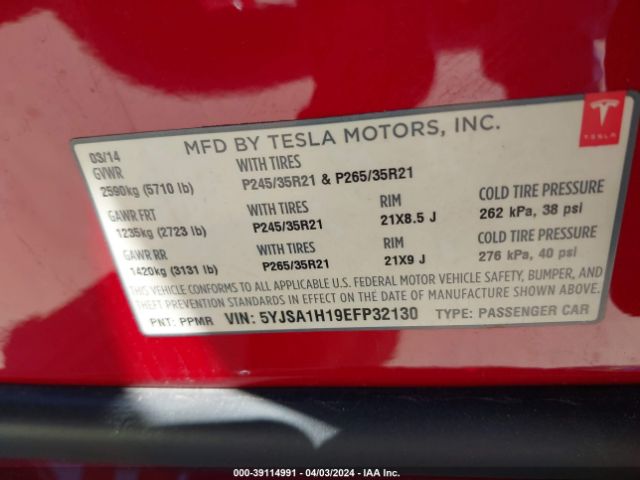 MFD BY TESLA MOTORS, INC.
TESLA
03/14
GVWR
2590kg (5710 lb)
WITH TIRES
P245/35R21 & P265/35R21
GAWR FRT
1235kg (2723 lb)
WITH TIRES
P245/35R21
RIM
21X8.5 J
COLD TIRE PRESSURE
262 kPa, 38 psi
GAWR RR
1420kg (3131 lb)
WITH TIRES
P265/35R21
RIM
21X9 J
COLD TIRE PRESSURE
276 kPa, 40 psi
THIS VEHICLE CONFORMS TO ALL APPLICABLE U.S. FEDERAL MOTOR VEHICLE SAFETY, BUMPER, AND
THEFT PREVENTION STANDARDS IN EFFECT ON THE DATE OF MANUFACTURE SHOWN ABOVE.
PNT: PPMR VIN: 5YJSA1H19EFP32130 TYPE: PASSENGER CAR
000-39114991 - 04/03/2024 - IAA Inc.